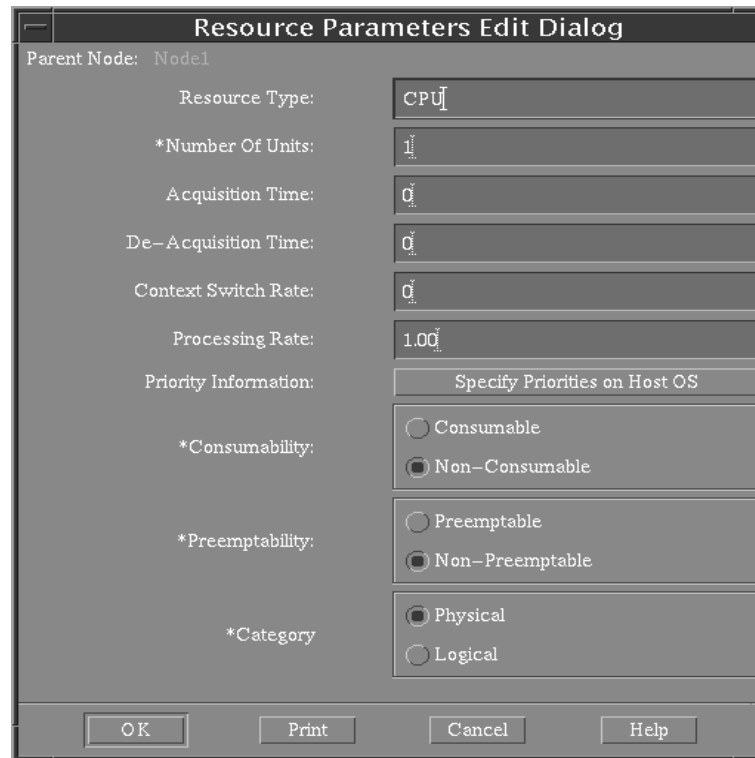 Resource Parameters Edit Dialog
Parent Node: Node1
Resource Type: CPU
*Number Of Units: 1
Acquisition Time: 0
De-Acquisition Time: 0
Context Switch Rate: 0
Processing Rate: 1.00
Priority Information: Specify Priorities on Host OS
*Consumability:
Consumable
Non-Consumable
*Preemptability:
Preemptable
Non-Preemptable
*Category
Physical
Logical
OK Print Cancel Help